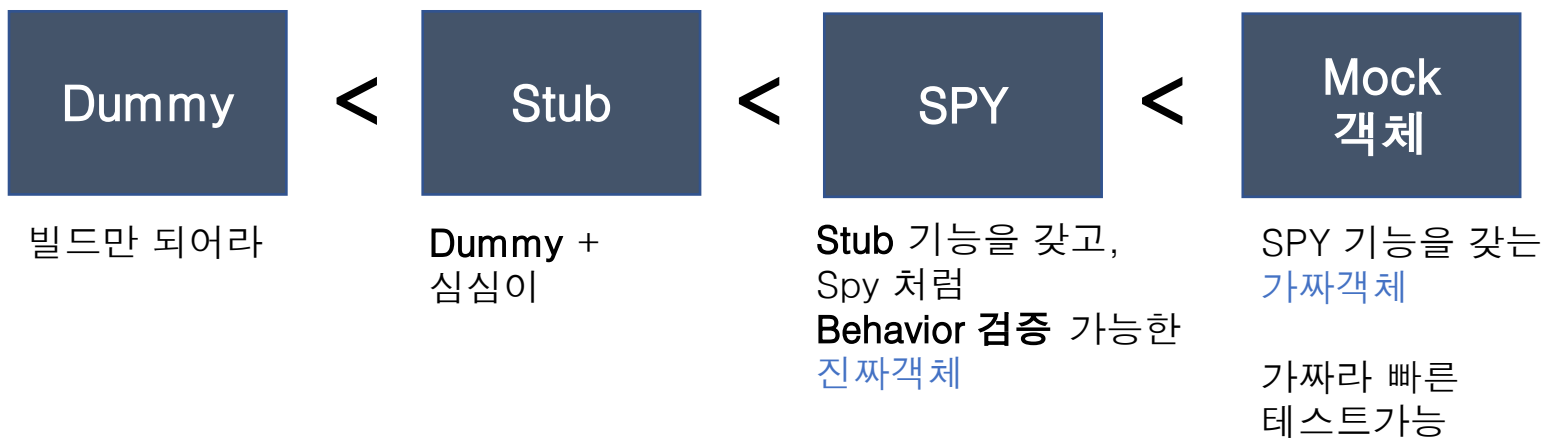 Dummy
<
Stub
<
SPY
<
Mock
객체
빌드만 되어라
Dummy +
심심이
Stub 기능을 갖고,
Spy 처럼
Behavior 검증 가능한
진짜객체
SPY 기능을 갖는
가짜객체
가짜라 빠른
테스트가능